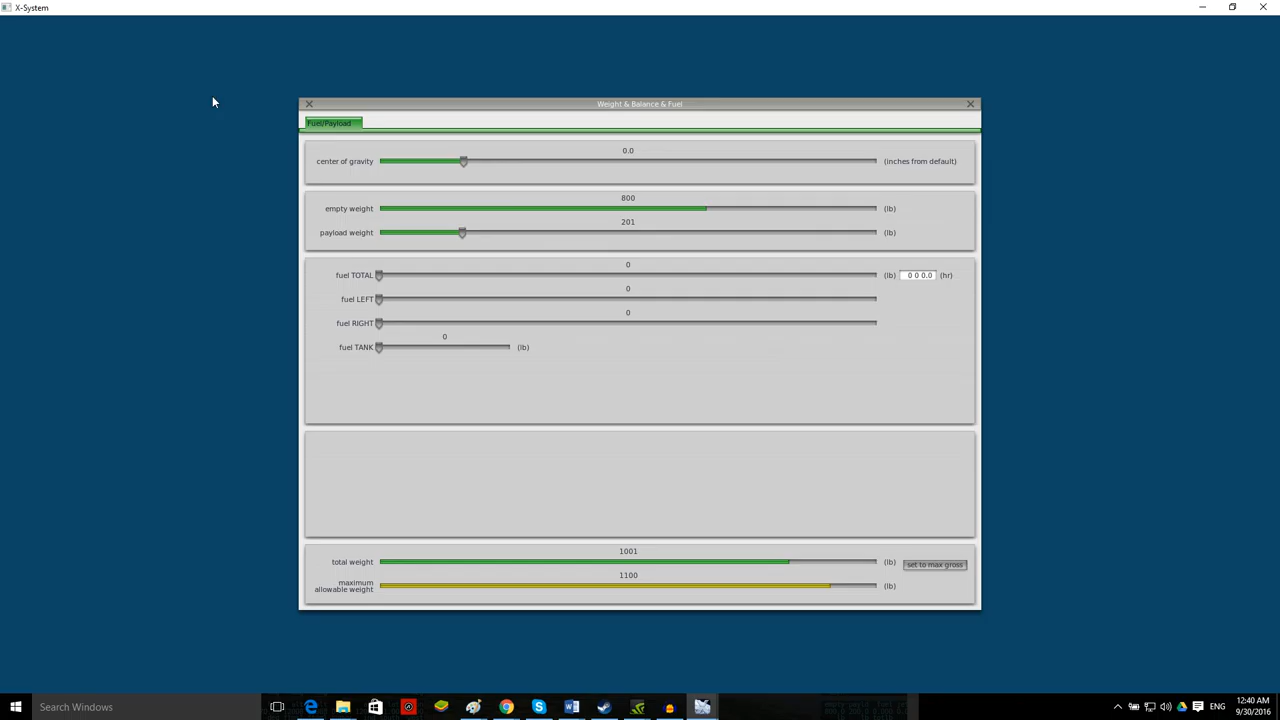 X-System
Weight & Balance & Fuel
Fuel/Payload
0.0
center of gravity (inches from default)
800
empty weight (lb)
201
payload weight (lb)
0
fuel TOTAL (lb) 0 0 0.0 (hr)
0
fuel LEFT
0
fuel RIGHT
0
fuel TANK (lb)
1001
total weight (lb) set to max gross
1100
maximum
allowable weight (lb)
Search Windows
ENG
12:40 AM
9/30/2016